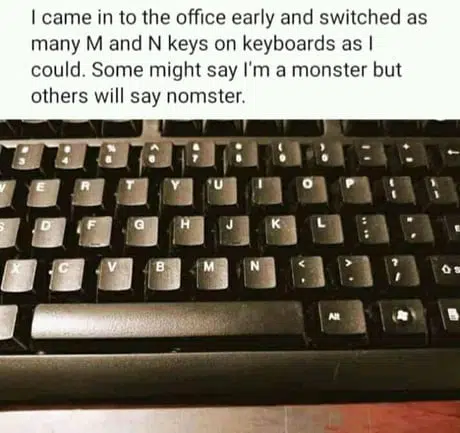 I came in to the office early and switched as
many M and N keys on keyboards as I
could. Some might say I'm a monster but
others will say nomster.
E R T Y U I O P
D F G H J K L
X C V B M N
Alt